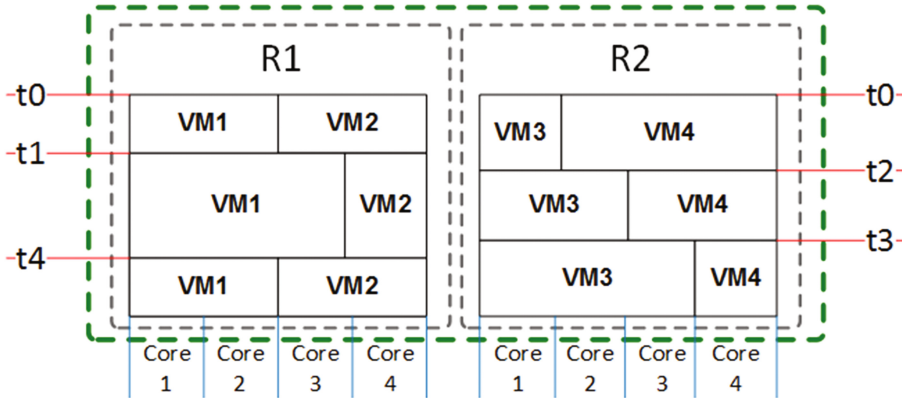 R1 R2
t0 t0
VM1 VM2 VM3 VM4
t1
t2
VM1 VM2 VM3 VM4
t3
t4
VM1 VM2 VM3 VM4
Core Core Core Core Core Core Core Core
1 2 3 4 1 2 3 4